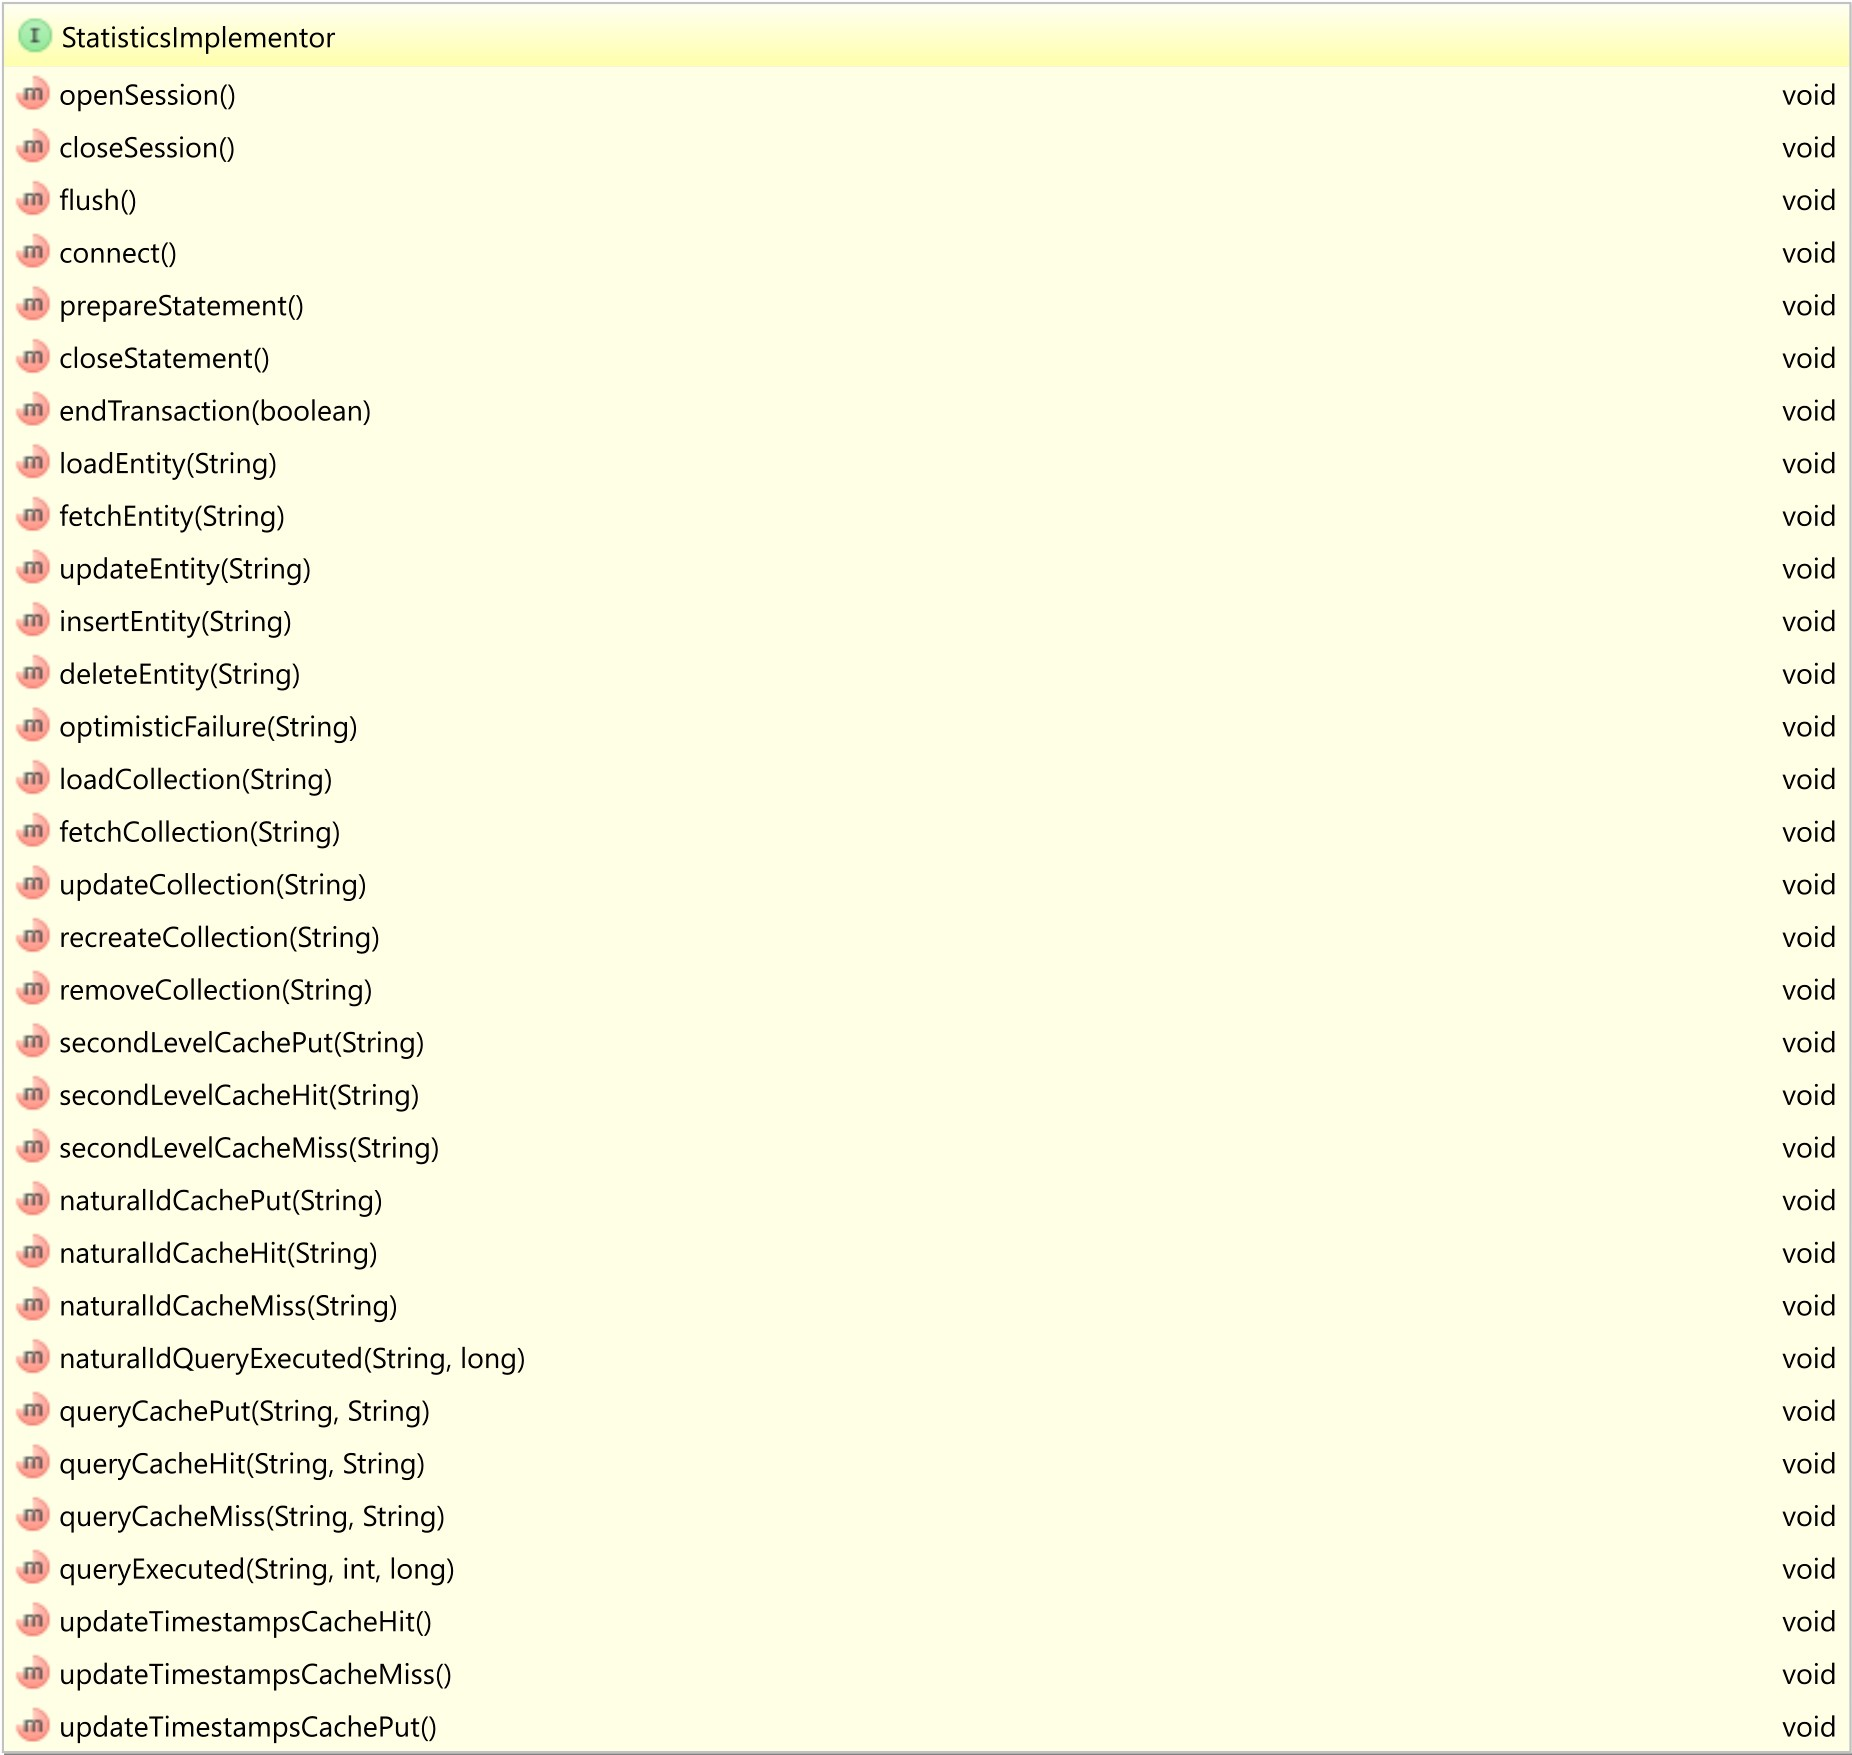 I StatisticsImplementor
m openSession() void
m closeSession() void
m flush() void
m connect() void
m prepareStatement() void
m closeStatement() void
m endTransaction(boolean) void
m loadEntity(String) void
m fetchEntity(String) void
m updateEntity(String) void
m insertEntity(String) void
m deleteEntity(String) void
m optimisticFailure(String) void
m loadCollection(String) void
m fetchCollection(String) void
m updateCollection(String) void
m recreateCollection(String) void
m removeCollection(String) void
m secondLevelCachePut(String) void
m secondLevelCacheHit(String) void
m secondLevelCacheMiss(String) void
m naturalIdCachePut(String) void
m naturalIdCacheHit(String) void
m naturalIdCacheMiss(String) void
m naturalIdQueryExecuted(String, long) void
m queryCachePut(String, String) void
m queryCacheHit(String, String) void
m queryCacheMiss(String, String) void
m queryExecuted(String, int, long) void
m updateTimestampsCacheHit() void
m updateTimestampsCacheMiss() void
m updateTimestampsCachePut() void